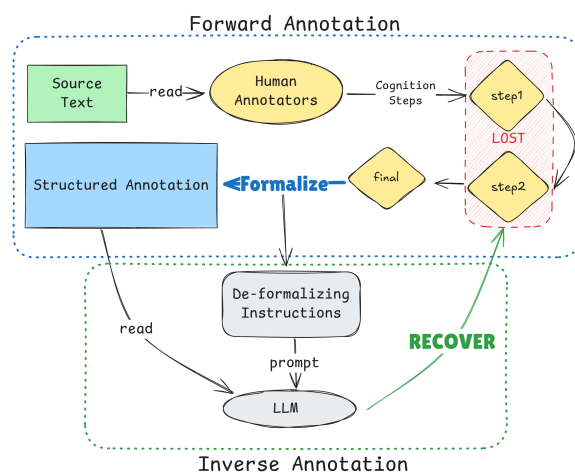 Forward Annotation
Source
Text
read
Human
Annotators
Cognition
Steps
step1
LOST
step2
final
Formalize
Structured Annotation
De-formalizing
Instructions
read
prompt
RECOVER
LLM
Inverse Annotation